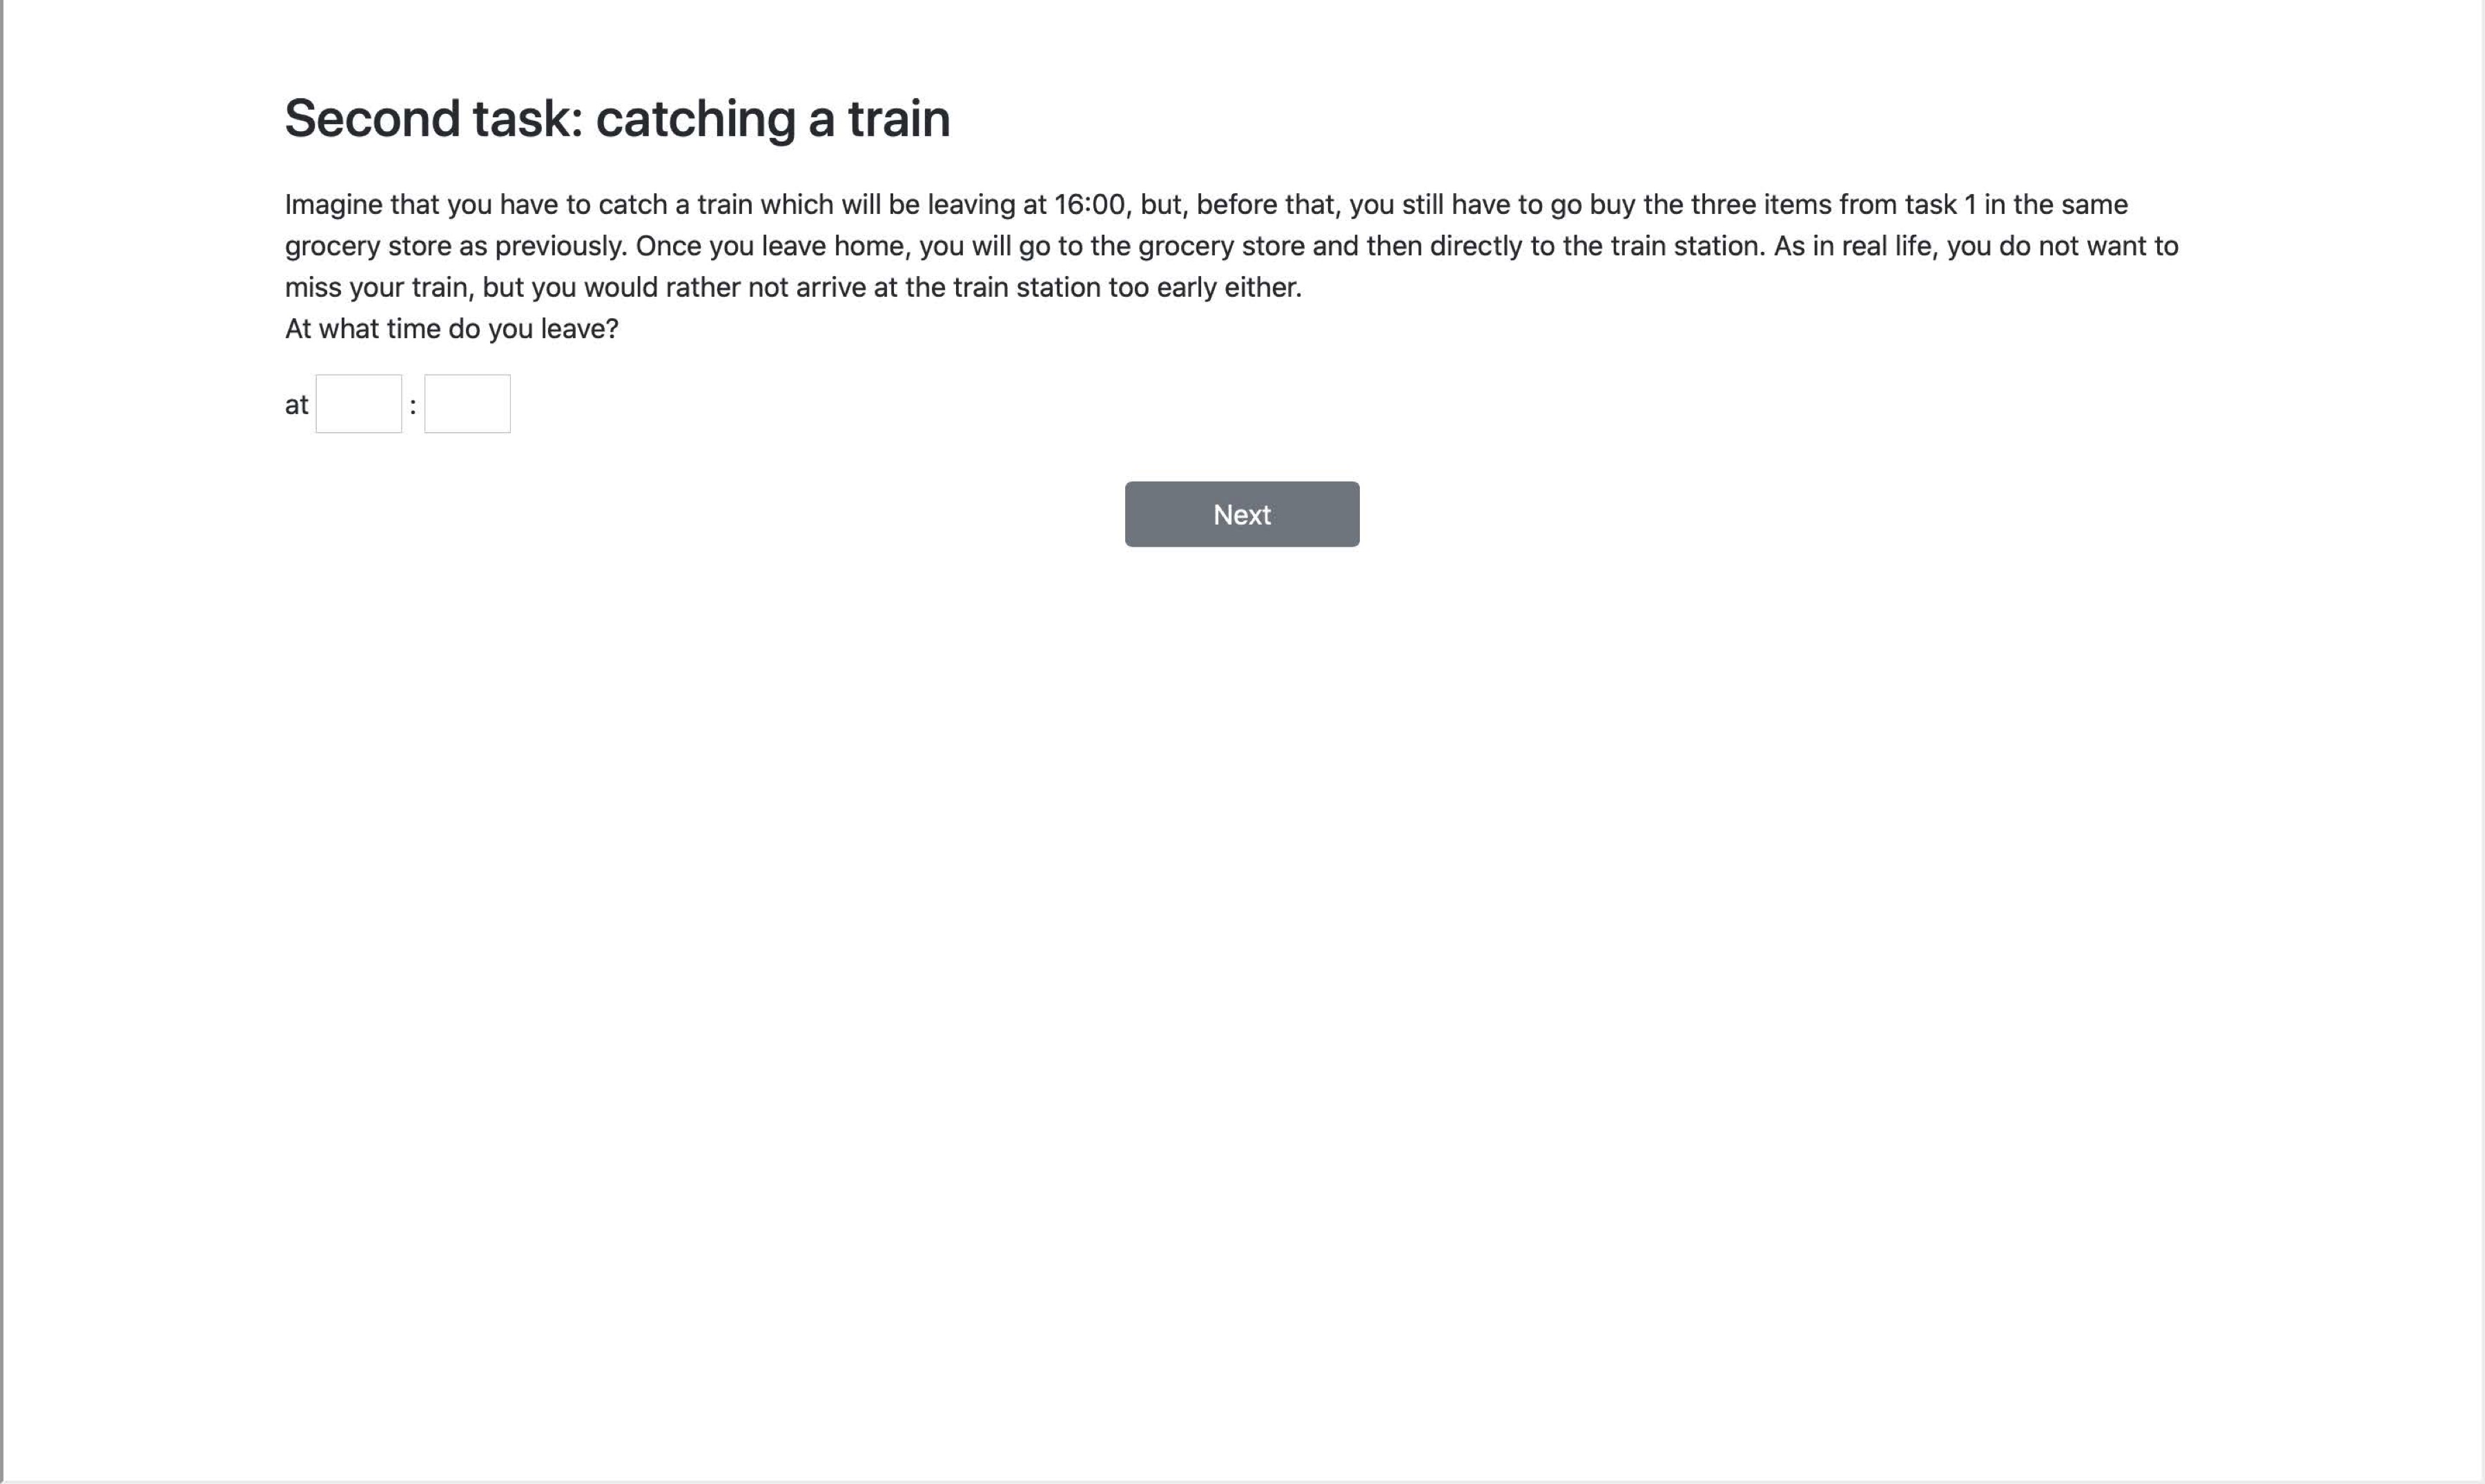 Second task: catching a train
Imagine that you have to catch a train which will be leaving at 16:00, but, before that, you still have to go buy the three items from task 1 in the same
grocery store as previously. Once you leave home, you will go to the grocery store and then directly to the train station. As in real life, you do not want to
miss your train, but you would rather not arrive at the train station too early either.
At what time do you leave?
at :
Next